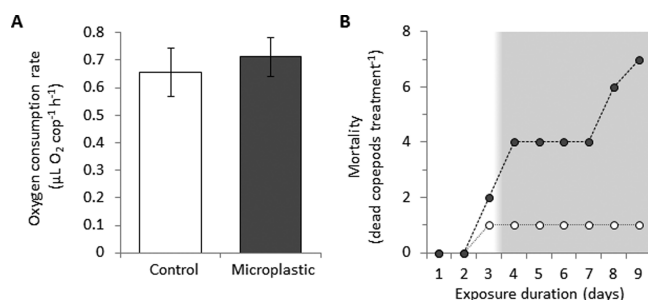 A
Oxygen consumption rate
(µL O2 cop-1 h-1)
0.8
0.7
0.6
0.5
0.4
0.3
0.2
0.1
0
Control Microplastic
B
Mortality
(dead copepods treatment-1)
8
6
4
2
0
1 2 3 4 5 6 7 8 9
Exposure duration (days)